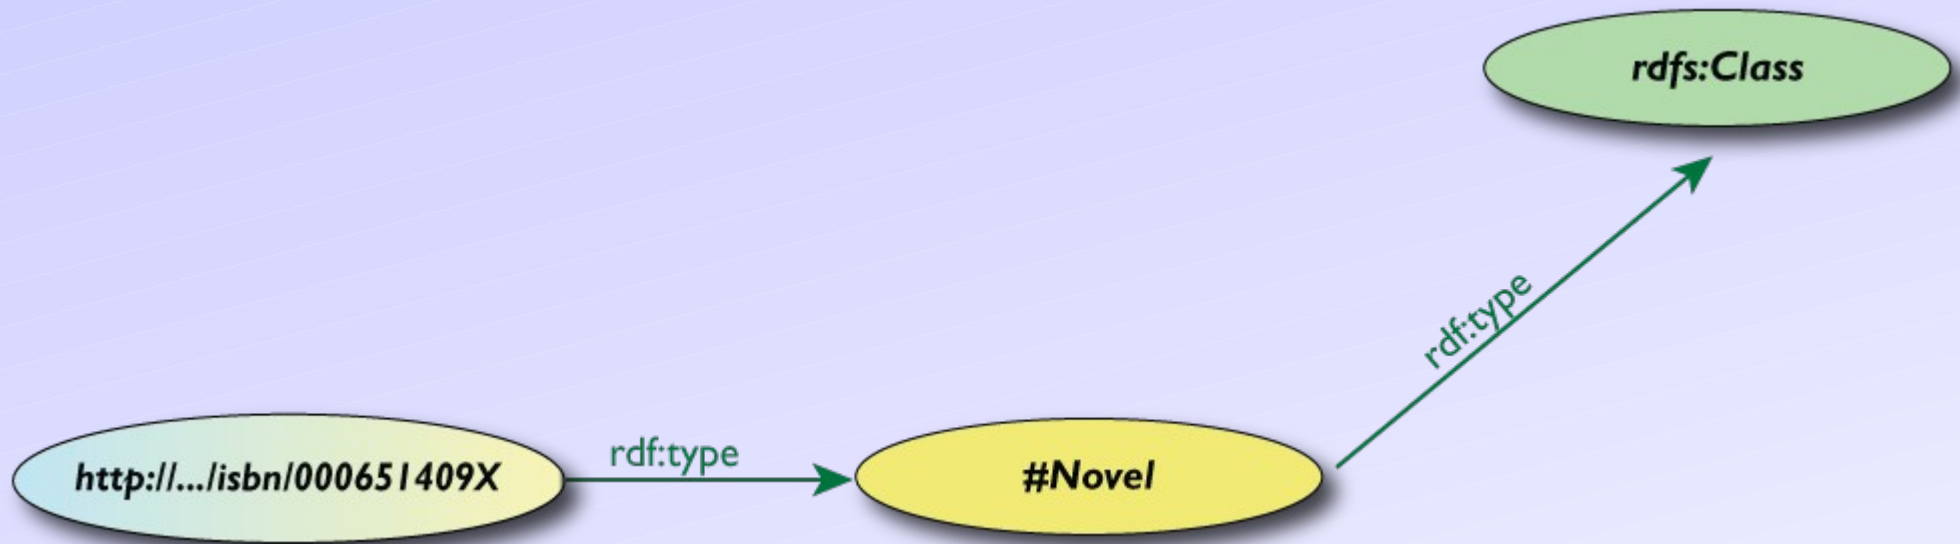 rdfs:Class
rdf:type
rdf:type
http://.../isbn/000651409X
#Novel